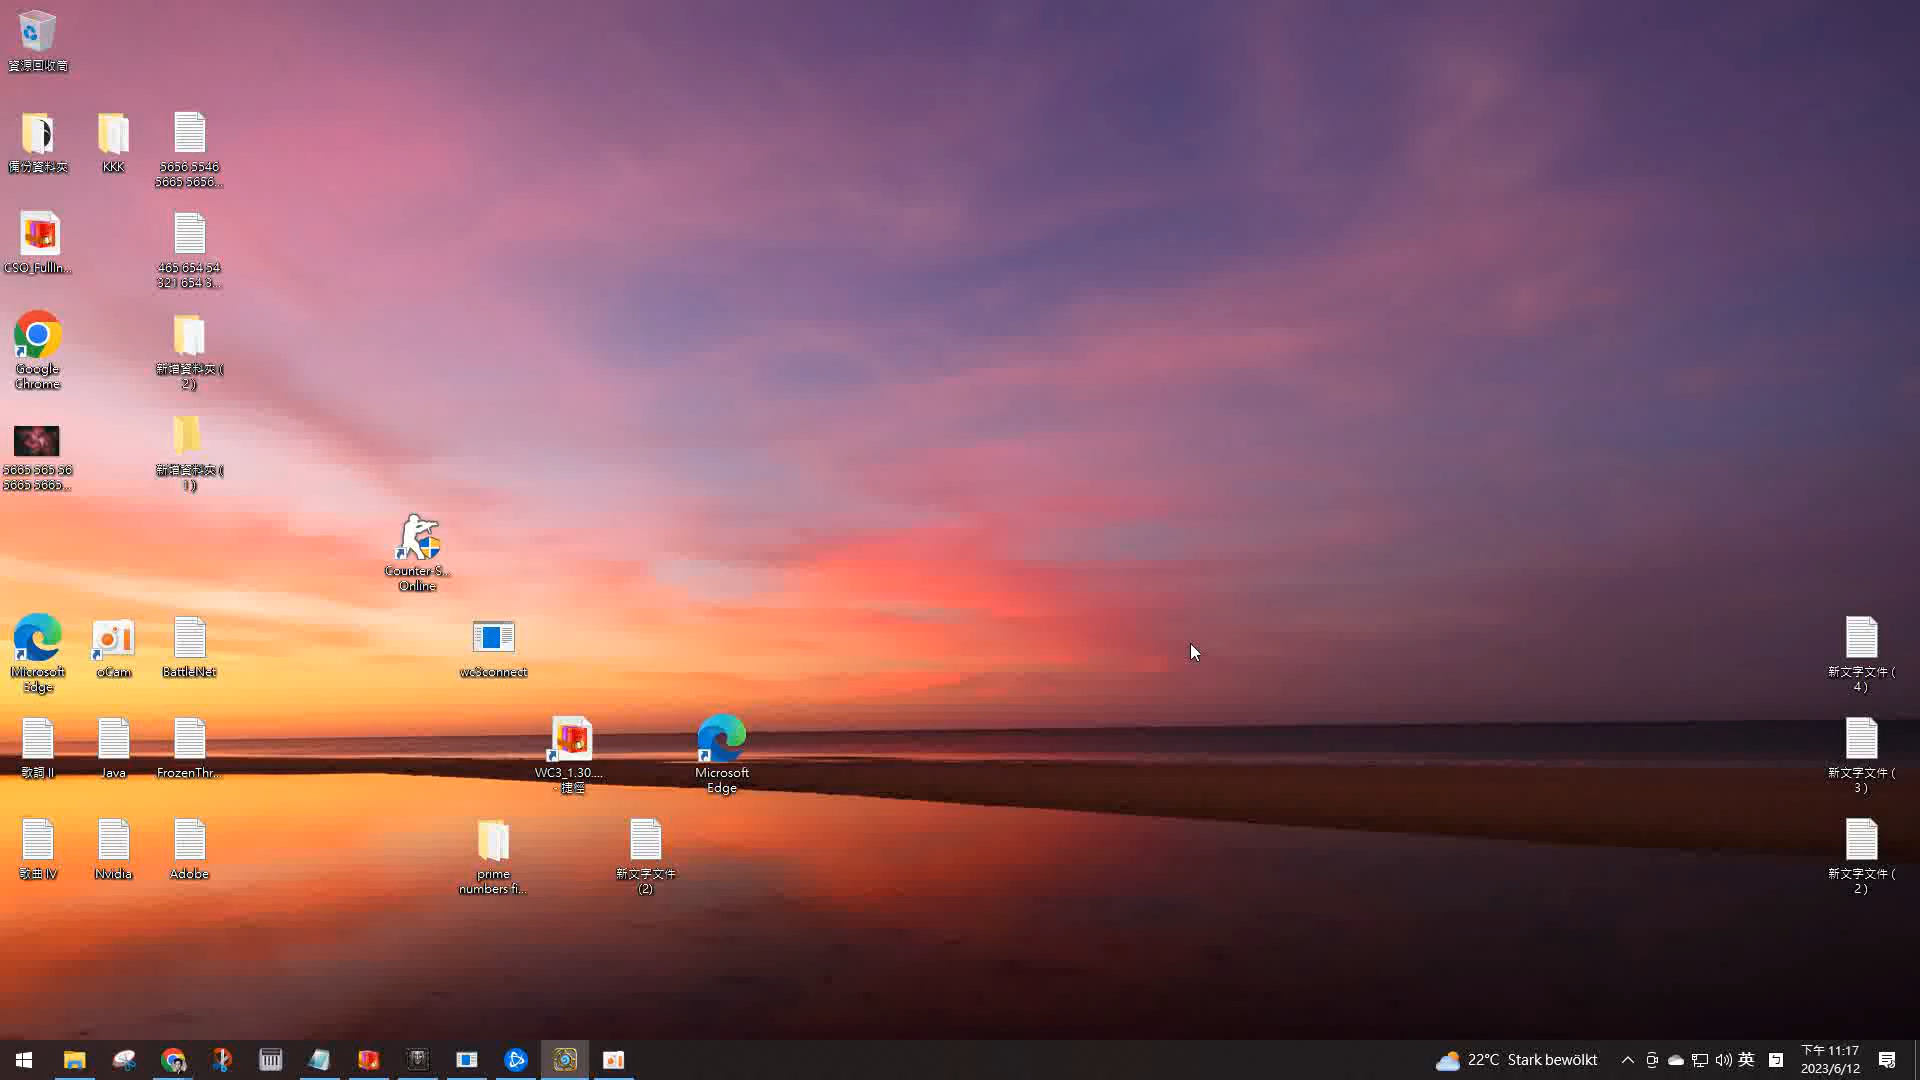 資源回收筒
備份資料夾
KKK
5656 5546
5665 5656...
CSO_FullIn...
465 654 54
321 654 3...
Google
Chrome
新增資料夾 (
2 )
5665 565 56
5665 5665...
新增資料夾 (
1 )
Counter-S...
Online
Microsoft
Edge
oCam
BattleNet
wc3connect
新文字文件 (
4 )
歌詞 II
Java
FrozenThr...
WC3_1.30....
- 捷徑
Microsoft
Edge
新文字文件 (
3 )
歌曲 IV
Nvidia
Adobe
prime
numbers fi...
新文字文件
(2)
新文字文件 (
2 )
22°C Stark bewölkt
英
下午 11:17
2023/6/12